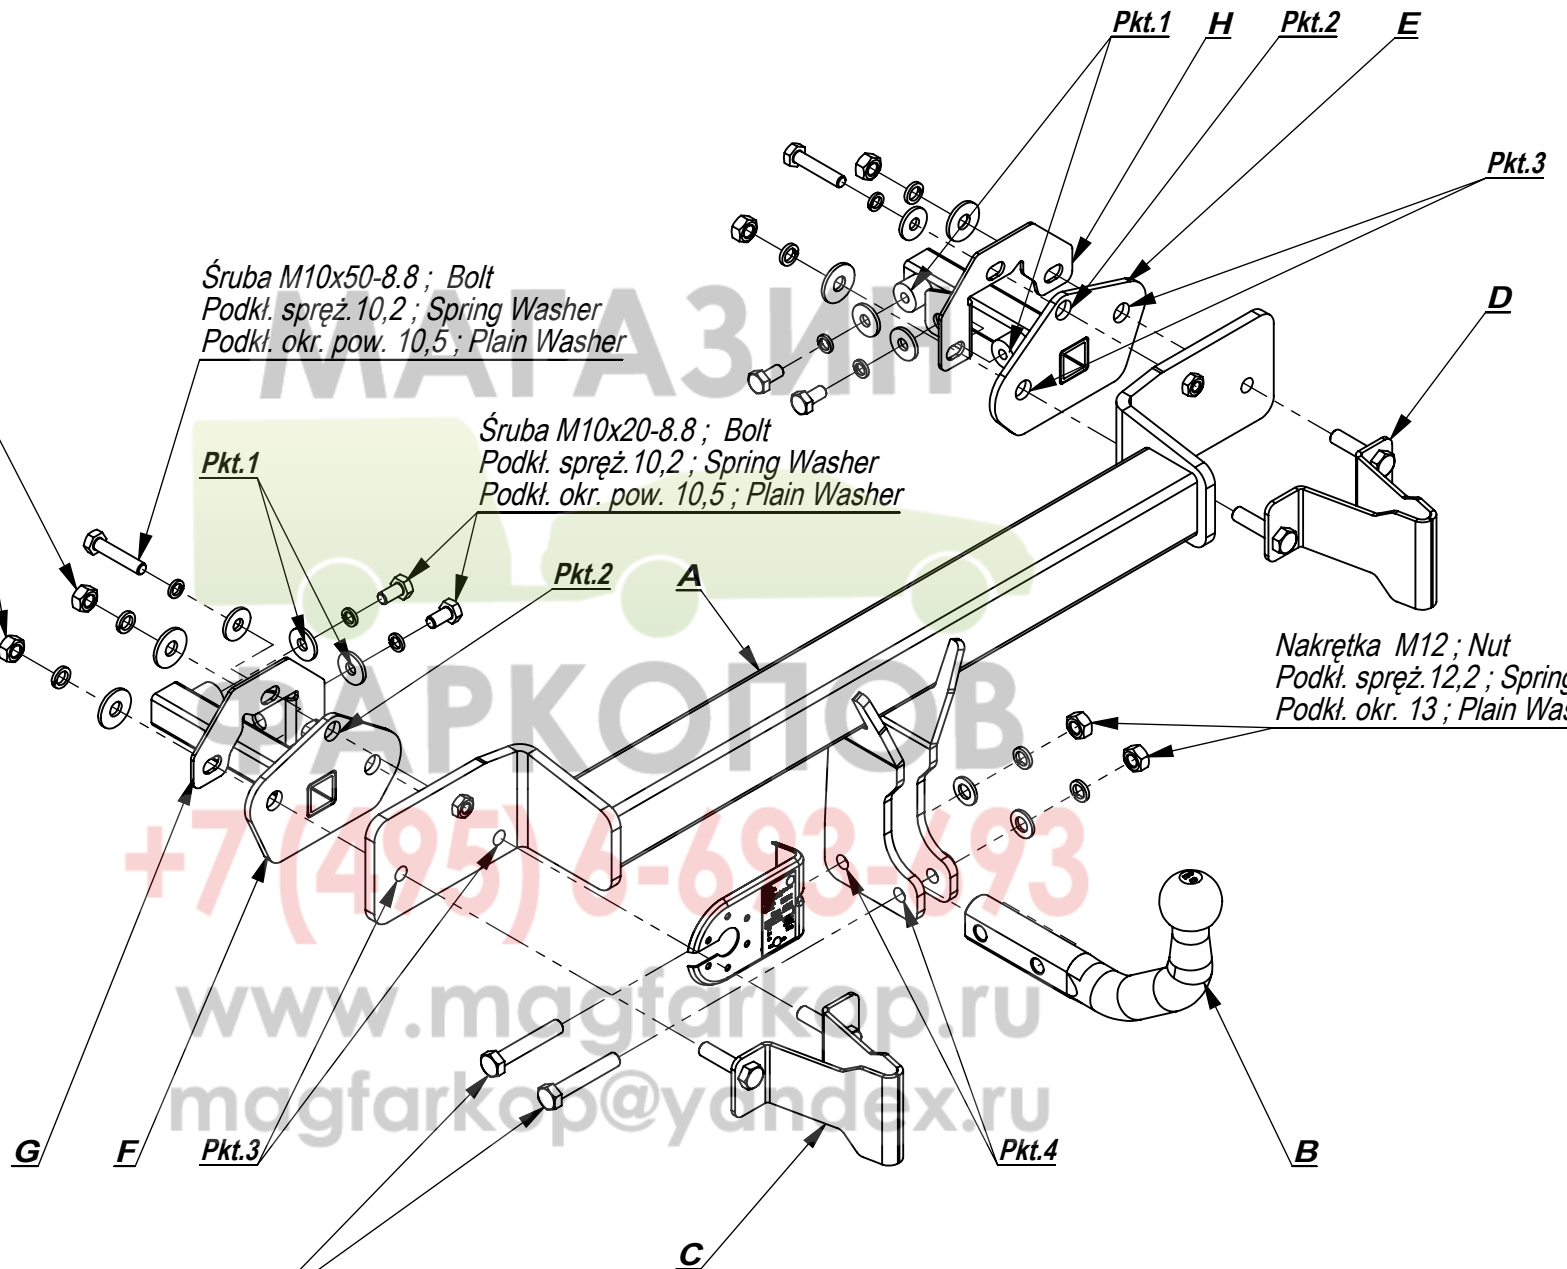 Pkt.1
H
Pkt.2
E
Pkt.3
D
Śruba M10x50-8.8 ; Bolt
Podkł. spręż.10,2 ; Spring Washer
Podkł. okr. pow. 10,5 ; Plain Washer
МАГАЗИН
Śruba M10x20-8.8 ; Bolt
Podkł. spręż.10,2 ; Spring Washer
Podkł. okr. pow. 10,5 ; Plain Washer
Pkt.1
Pkt.2
A
Nakrętka M12 ; Nut
Podkł. spręż.12,2 ; Spring
Podkł. okr. 13 ; Plain Was
ФАРКОПОВ
+7(495) 6-693-693
www.magfarkop.ru
magfarkop@yandex.ru
G
F
Pkt.3
Pkt.4
B
C